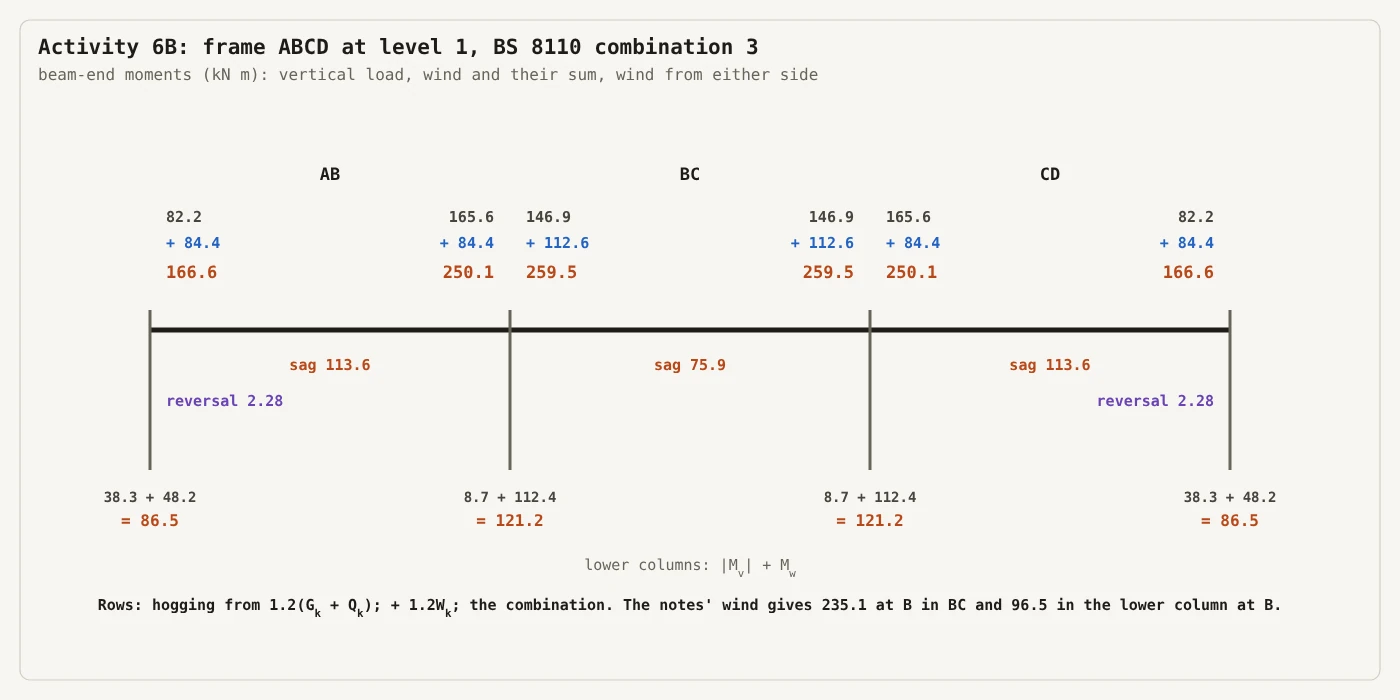 Activity 6B: frame ABCD at level 1, BS 8110 combination 3
beam-end moments (kN m): vertical load, wind and their sum, wind from either side
AB BC CD
82.2 165.6 146.9 146.9 165.6 82.2
+ 84.4 + 84.4 + 112.6 + 112.6 + 84.4 + 84.4
166.6 250.1 259.5 259.5 250.1 166.6
sag 113.6 sag 75.9 sag 113.6
reversal 2.28 reversal 2.28
38.3 + 48.2 8.7 + 112.4 8.7 + 112.4 38.3 + 48.2
= 86.5 = 121.2 = 121.2 = 86.5
lower columns: |Mv| + Mw
Rows: hogging from 1.2(Gk + Qk); + 1.2Wk; the combination. The notes' wind gives 235.1 at B in BC and 96.5 in the lower column at B.